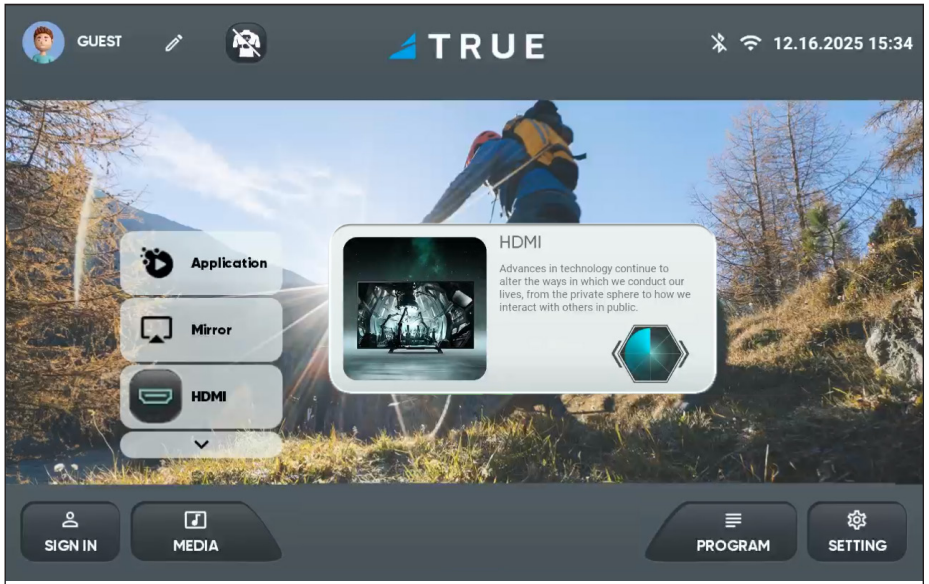 GUEST
TRUE
12.16.2025 15:34
Application
Mirror
HDMI
HDMI
Advances in technology continue to
alter the ways in which we conduct our
lives, from the private sphere to how we
interact with others in public.
SIGN IN
MEDIA
PROGRAM
SETTING